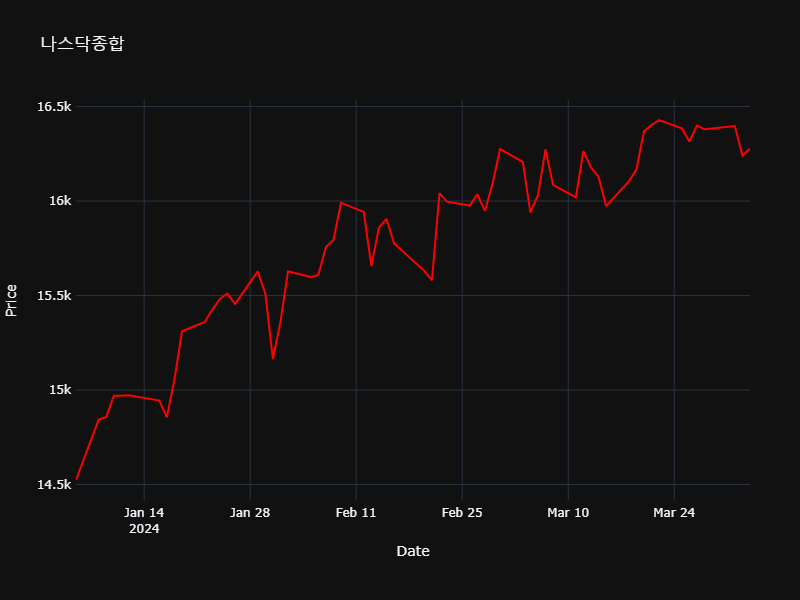 나스닥종합
16.5k
16k
15.5k
15k
14.5k
Price
Jan 14
2024
Jan 28
Feb 11
Feb 25
Mar 10
Mar 24
Date